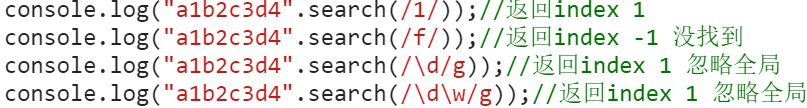 console.log("a1b2c3d4".search(/1/));//返回index 1
console.log("a1b2c3d4".search(/f/));//返回index -1 没找到
console.log("a1b2c3d4".search(/\d/g));//返回index 1 忽略全局
console.log("a1b2c3d4".search(/\d\w/g));//返回index 1 忽略全局